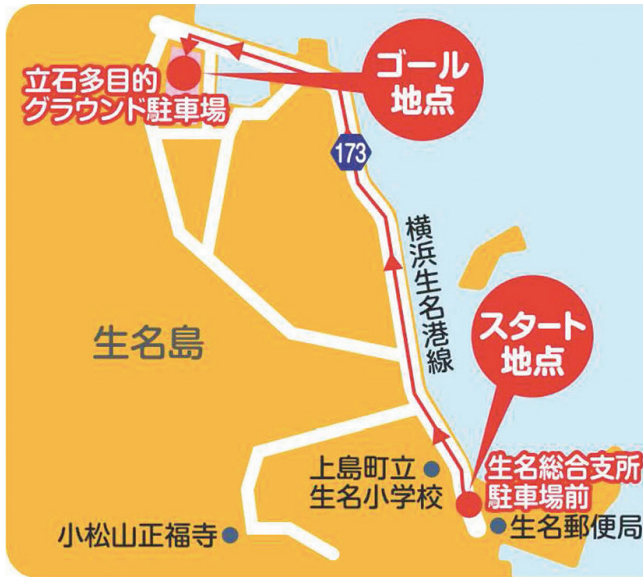 ゴール
地点
立石多目的
グラウンド駐車場
173
横浜生名港線
スタート
地点
生名島
上島町立
生名小学校
生名総合支所
駐車場前
生名郵便局
小松山正福寺